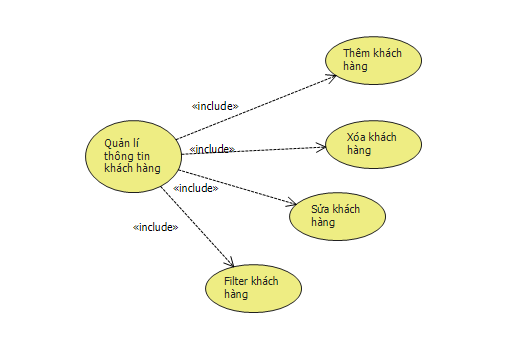 Thêm khách
hàng
«include»
Xóa khách
hàng
«include»
Quản lí
thông tin
khách hàng
«include»
Sửa khách
hàng
«include»
Filter khách
hàng